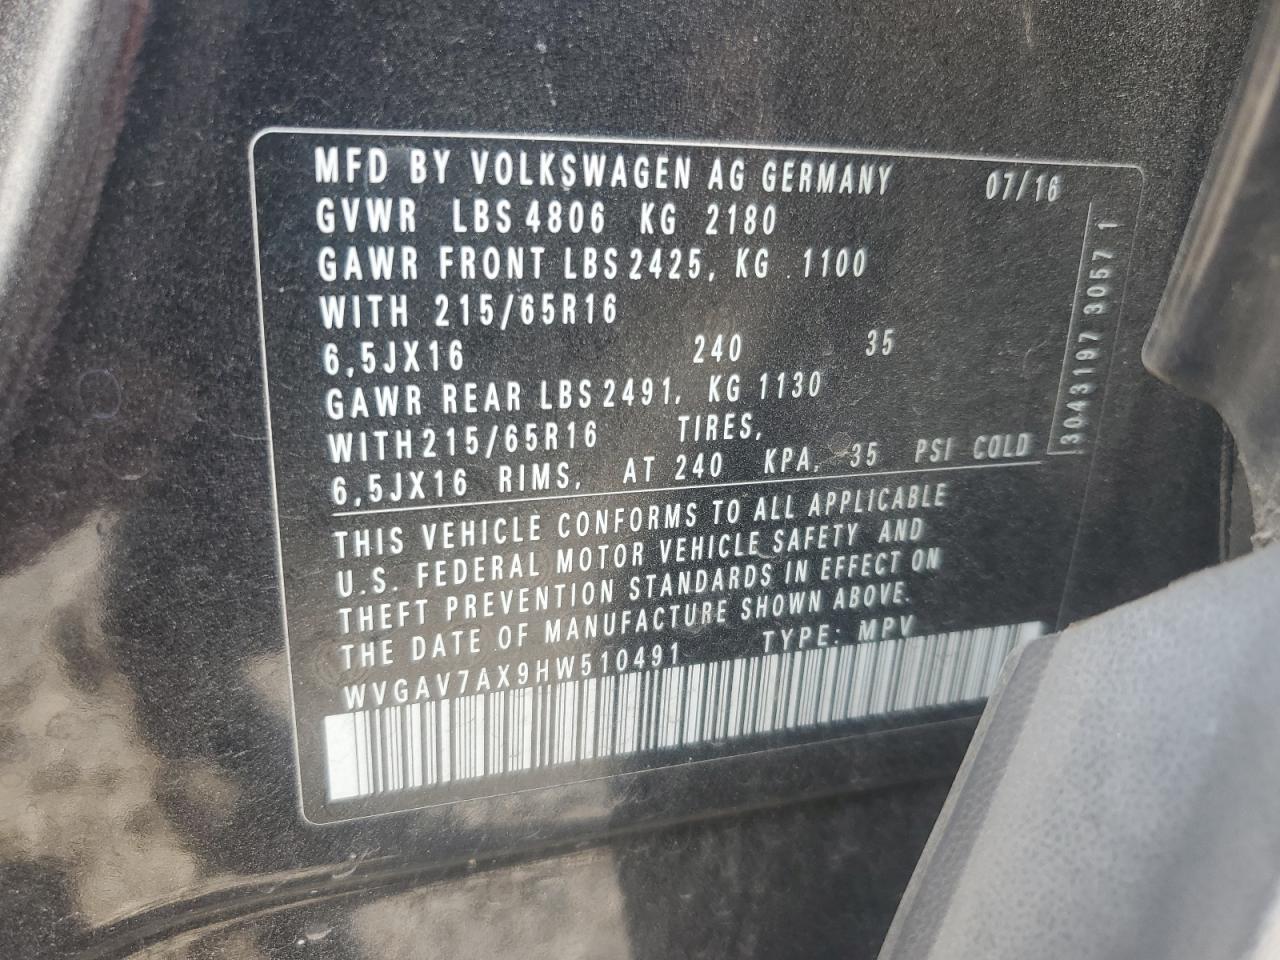 MFD BY VOLKSWAGEN AG GERMANY 07/16
GVWR LBS 4806 KG 2180
GAWR FRONT LBS 2425, KG 1100
WITH 215/65R16
6,5JX16 240 35
GAWR REAR LBS 2491, KG 1130
WITH 215/65R16 TIRES,
6,5JX16 RIMS, AT 240 KPA, 35 PSI COLD
THIS VEHICLE CONFORMS TO ALL APPLICABLE
U.S. FEDERAL MOTOR VEHICLE SAFETY AND
THEFT PREVENTION STANDARDS IN EFFECT ON
THE DATE OF MANUFACTURE SHOWN ABOVE.
WVGAV7AX9HW510491 TYPE: MPV
3043197 3057 1